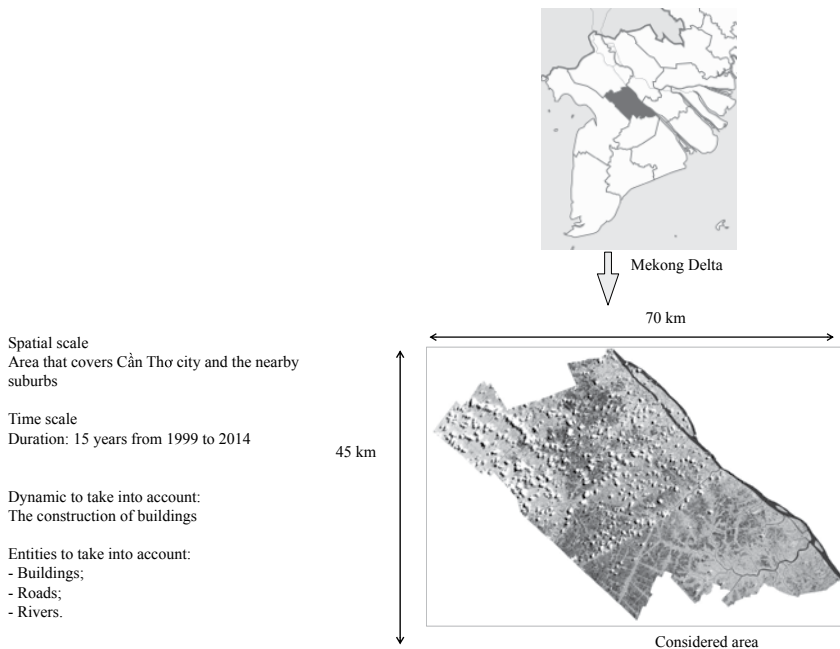 Mekong Delta
70 km
Spatial scale
Area that covers Cần Thơ city and the nearby
suburbs
Time scale
Duration: 15 years from 1999 to 2014
45 km
Dynamic to take into account:
The construction of buildings
Entities to take into account:
- Buildings;
- Roads;
- Rivers.
Considered area